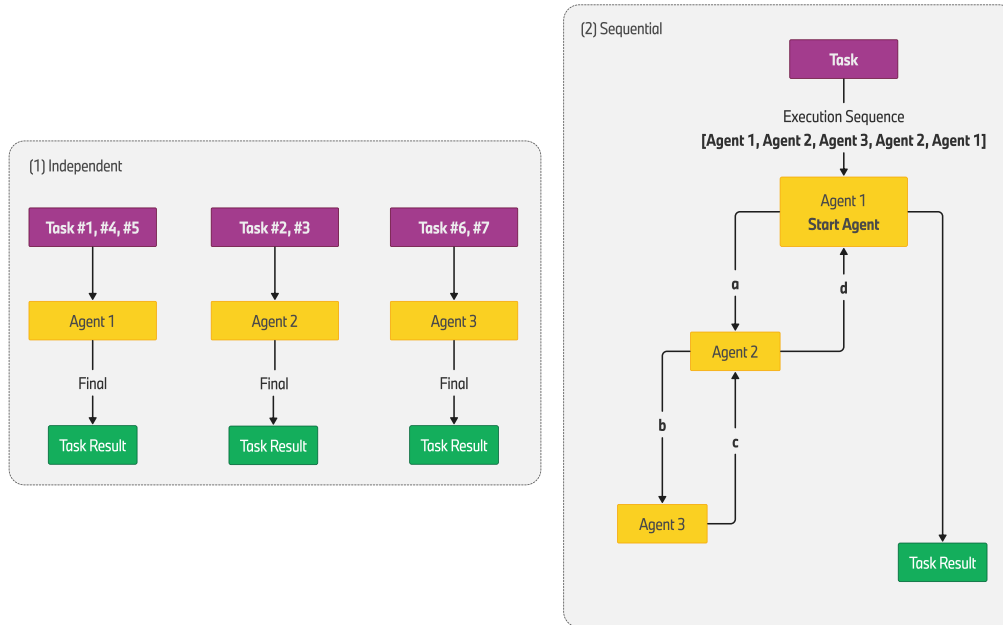 (1) Independent
Task #1, #4, #5
Task #2, #3
Task #6, #7
Agent 1
Agent 2
Agent 3
Final
Final
Final
Task Result
Task Result
Task Result
(2) Sequential
Task
Execution Sequence
[Agent 1, Agent 2, Agent 3, Agent 2, Agent 1]
Agent 1
Start Agent
a
d
Agent 2
b
c
Agent 3
Task Result